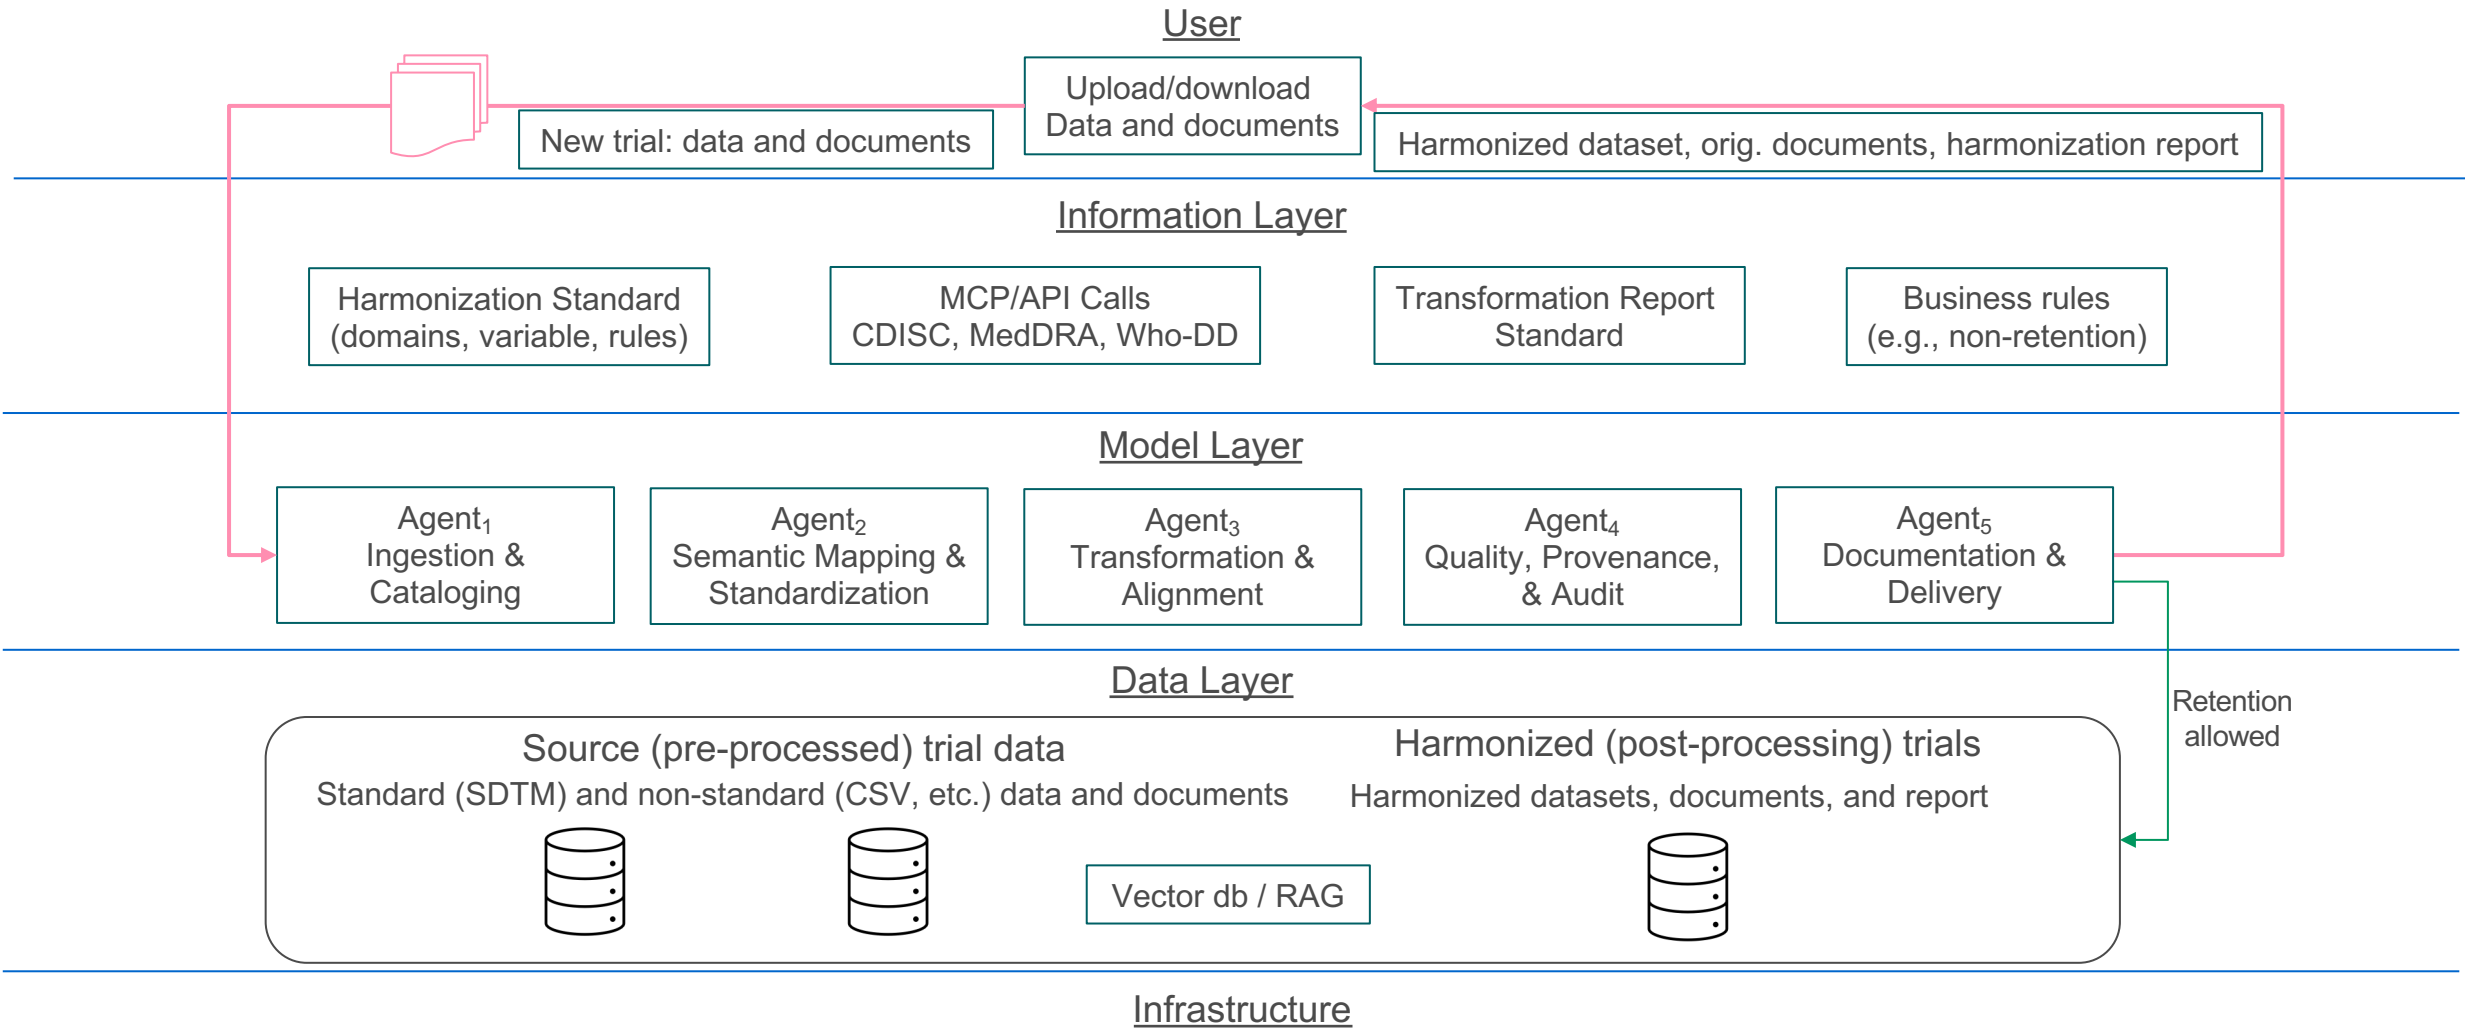 User
Upload/download
Data and documents
New trial: data and documents
Harmonized dataset, orig. documents, harmonization report
Information Layer
Harmonization Standard
(domains, variable, rules)
MCP/API Calls
CDISC, MedDRA, Who-DD
Transformation Report
Standard
Business rules
(e.g., non-retention)
Model Layer
Agent₁
Ingestion &
Cataloging
Agent₂
Semantic Mapping &
Standardization
Agent₃
Transformation &
Alignment
Agent₄
Quality, Provenance,
& Audit
Agent₅
Documentation &
Delivery
Data Layer
Retention
allowed
Source (pre-processed) trial data
Standard (SDTM) and non-standard (CSV, etc.) data and documents
Harmonized (post-processing) trials
Harmonized datasets, documents, and report
Vector db / RAG
Infrastructure